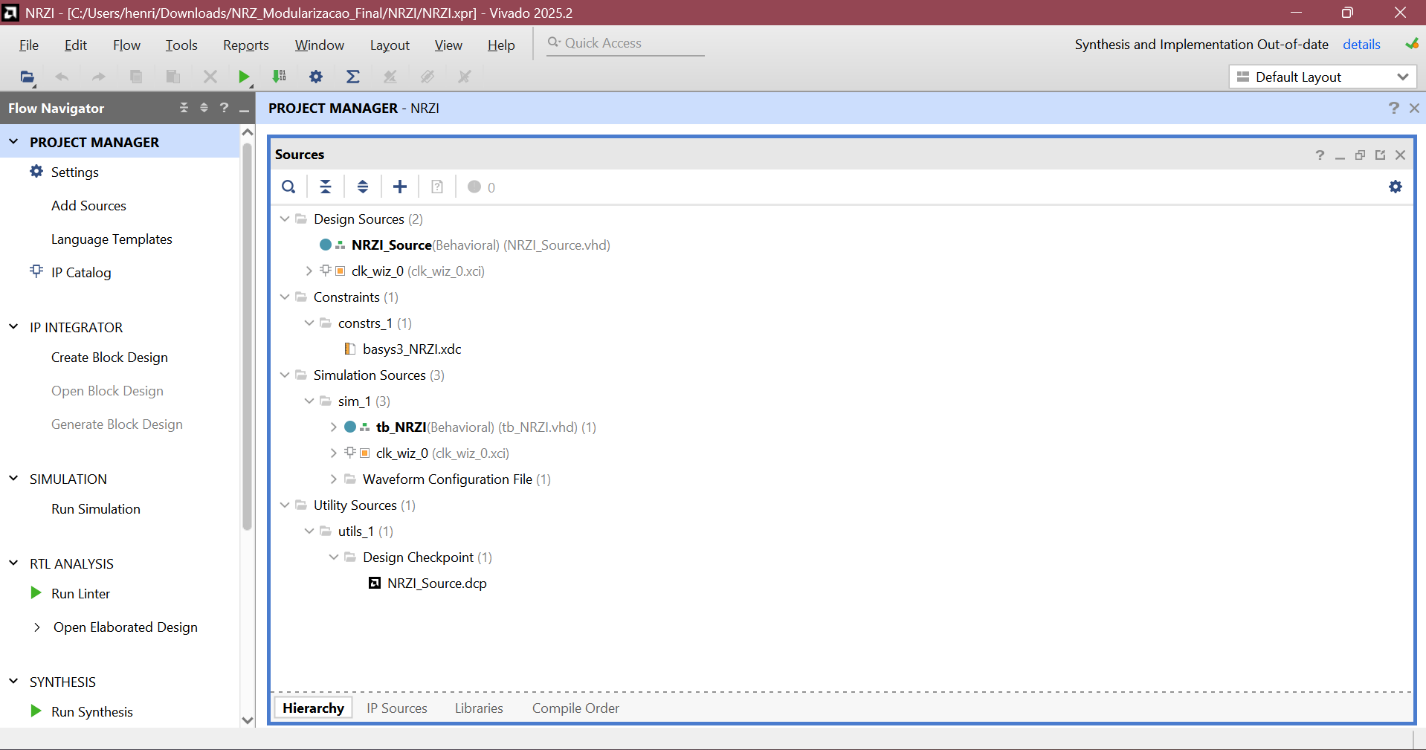 NRZI - [C:/Users/henri/Downloads/NRZ_Modularizacao_Final/NRZI/NRZI.xpr] - Vivado 2025.2
File Edit Flow Tools Reports Window Layout View Help Quick Access Synthesis and Implementation Out-of-date details
Default Layout
Flow Navigator
PROJECT MANAGER - NRZI
PROJECT MANAGER
Settings
Add Sources
Language Templates
IP Catalog
IP INTEGRATOR
Create Block Design
Open Block Design
Generate Block Design
SIMULATION
Run Simulation
RTL ANALYSIS
Run Linter
Open Elaborated Design
SYNTHESIS
Run Synthesis
Sources
0
Design Sources (2)
NRZI_Source(Behavioral) (NRZI_Source.vhd)
clk_wiz_0 (clk_wiz_0.xci)
Constraints (1)
constrs_1 (1)
basys3_NRZI.xdc
Simulation Sources (3)
sim_1 (3)
tb_NRZI(Behavioral) (tb_NRZI.vhd) (1)
clk_wiz_0 (clk_wiz_0.xci)
Waveform Configuration File (1)
Utility Sources (1)
utils_1 (1)
Design Checkpoint (1)
NRZI_Source.dcp
Hierarchy IP Sources Libraries Compile Order